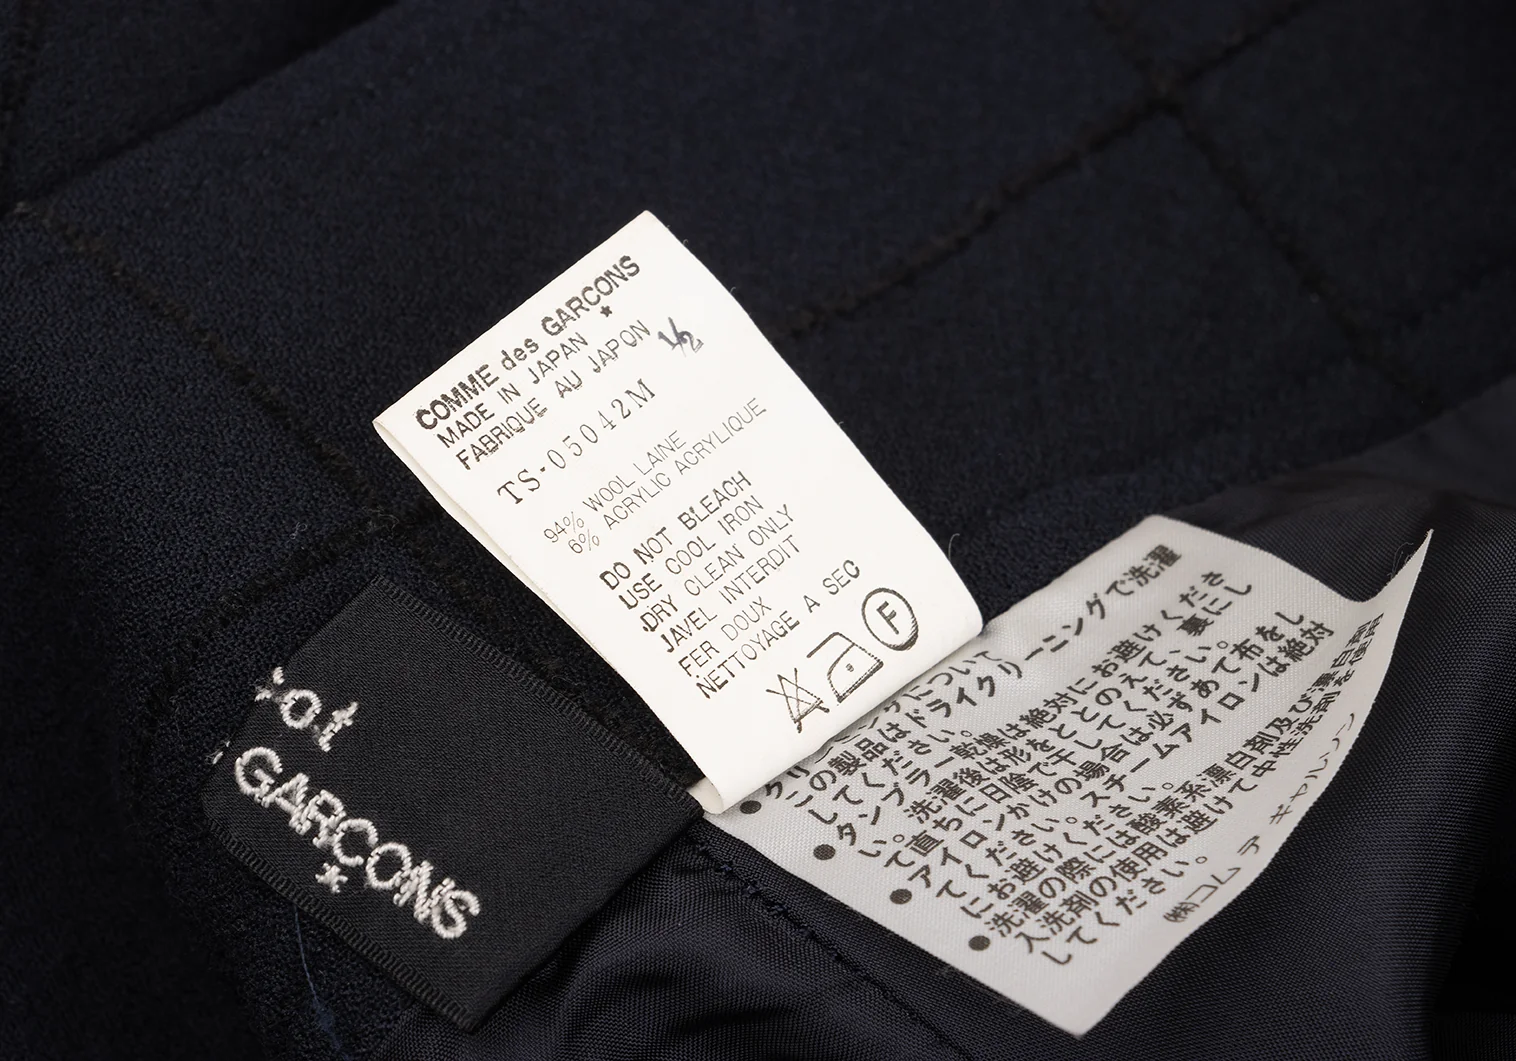 COMME des GARCONS
MADE IN JAPAN
FABRIQUE AU JAPON
1/2
TS-05042M
94% WOOL LAINE
6% ACRYLIC ACRYLIQUE
DO NOT BLEACH
USE COOL IRON
DRY CLEAN ONLY
JAVEL INTERDIT
FER DOUX
NETTOYAGE A SEC
F
cot
GARCONS
この製品はドライクリーニングで洗濯
してください。
●タンブラー乾燥は絶対にお避けくださ
い。洗濯後は形をととのえて、裏にし
て直ちに日陰で干してください。
●アイロンかけの場合は必ずあて布をし
てください。スチームアイロンは絶対
にお避けください。
●洗濯の際には酸素系漂白剤及び
入洗剤の使用は避けて中性洗剤を
してください。
㈱コム デ ギャルソン